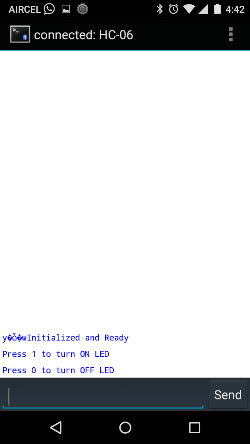 AIRCEL 4:42
connected: HC-06
Initialized and Ready
Press 1 to turn ON LED
Press 0 to turn OFF LED
Send